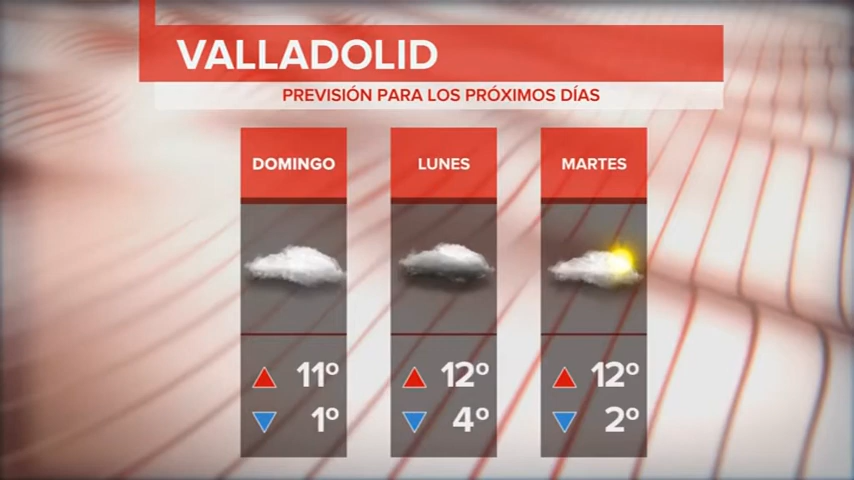 VALLADOLID
PREVISIÓN PARA LOS PRÓXIMOS DÍAS
DOMINGO LUNES MARTES
11º 12º 12º
1º 4º 2º